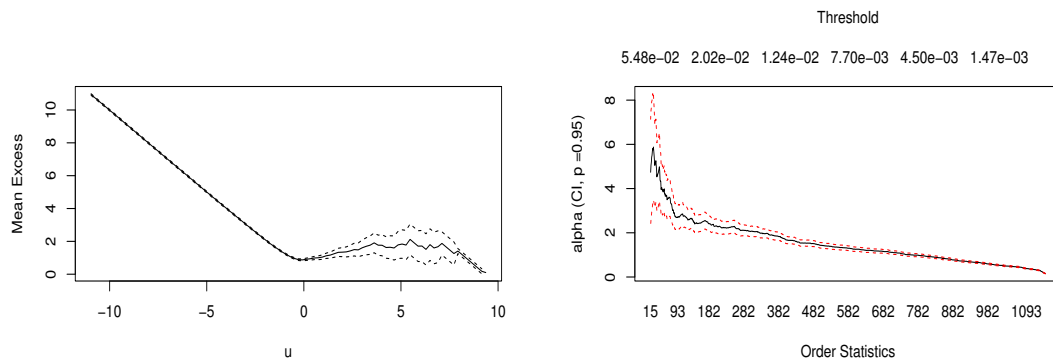 Mean Excess
10
8
6
4
2
0
−10 −5 0 5 10
u
Threshold
5.48e−02 2.02e−02 1.24e−02 7.70e−03 4.50e−03 1.47e−03
alpha (CI, p =0.95)
8
6
4
2
0
15 93 182 282 382 482 582 682 782 882 982 1093
Order Statistics